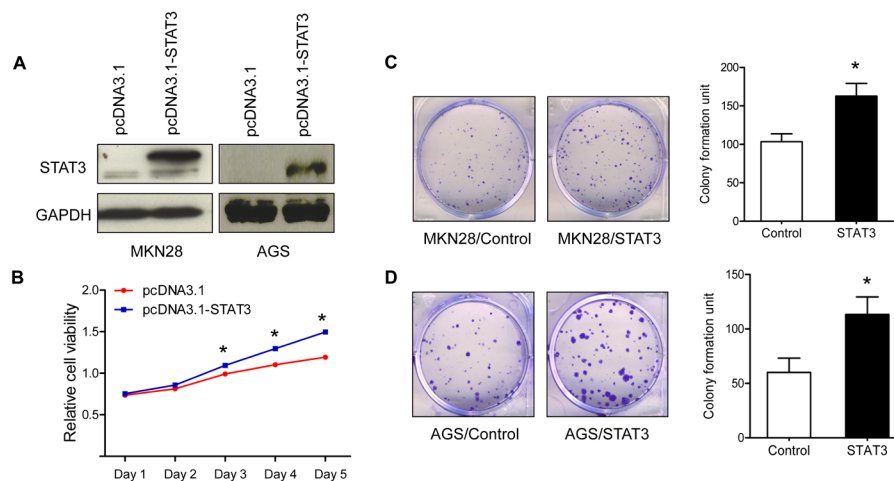 A
pcDNA3.1
pcDNA3.1-STAT3
pcDNA3.1
pcDNA3.1-STAT3
STAT3
GAPDH
MKN28
AGS
B
pcDNA3.1
pcDNA3.1-STAT3
Relative cell viability
2.0
1.5
1.0
0.5
* * *
Day 1 Day 2 Day 3 Day 4 Day 5
C
MKN28/Control
MKN28/STAT3
Colony formation unit
200
150
100
50
0
*
Control STAT3
D
AGS/Control
AGS/STAT3
Colony formation unit
150
100
50
0
*
Control STAT3